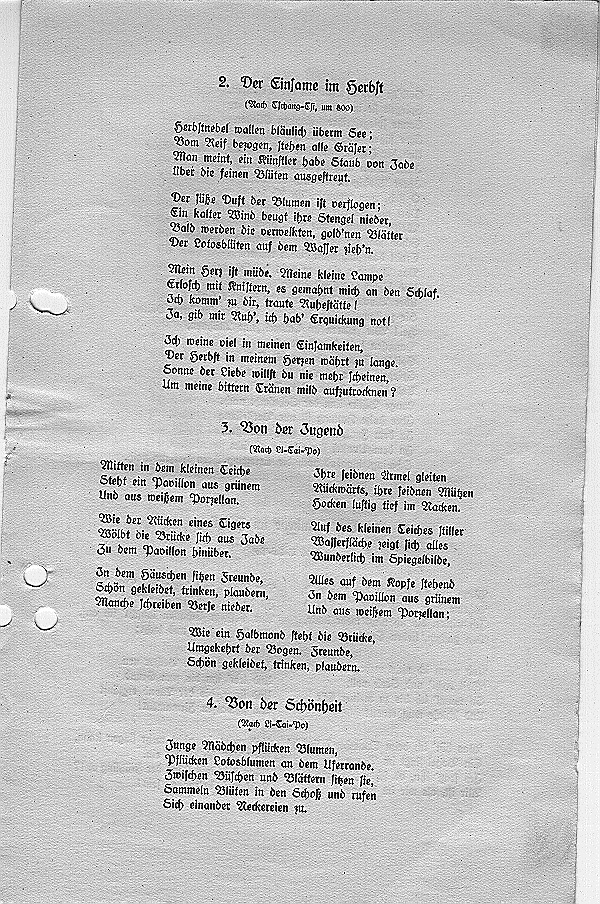 2. Der Einsame im Herbst
(Nach Tschang-Tsi, um 800)
Herbstnebel wallen bläulich überm See;
Vom Reif bezogen, stehen alle Gräser;
Man meint, ein Künstler habe Staub von Jade
Über die feinen Blüten ausgestreut.
Der süße Duft der Blumen ist verflogen;
Ein kalter Wind beugt ihre Stengel nieder,
Bald werden die verwelkten, gold'nen Blätter
Der Lotosblüten auf dem Wasser zieh'n.
Mein Herz ist müde. Meine kleine Lampe
Erlosch mit Knistern, es gemahnt mich an den Schlaf.
Ich komm' zu dir, traute Ruhestätte!
Ja, gib mir Ruh', ich hab' Erquickung not!
Ich weine viel in meinen Einsamkeiten,
Der Herbst in meinem Herzen währt zu lange.
Sonne der Liebe willst du nie mehr scheinen,
Um meine bittern Tränen mild aufzutrocknen?
3. Von der Jugend
(Nach Li-Tai-Po)
Mitten in dem kleinen Teiche
Steht ein Pavillon aus grünem
Und aus weißem Porzellan.
Wie der Rücken eines Tigers
Wölbt die Brücke sich aus Jade
Zu dem Pavillon hinüber.
In dem Häuschen sitzen Freunde,
Schön gekleidet, trinken, plaudern,
Manche schreiben Verse nieder.
Ihre seidnen Ärmel gleiten
Rückwärts, ihre seidnen Mützen
Hocken lustig tief im Nacken.
Auf des kleinen Teiches stiller
Wasserfläche zeigt sich alles
Wunderlich im Spiegelbilde,
Alles auf dem Kopfe stehend
In dem Pavillon aus grünem
Und aus weißem Porzellan;
Wie ein Halbmond steht die Brücke,
Umgekehrt der Bogen. Freunde,
Schön gekleidet, trinken, plaudern.
4. Von der Schönheit
(Nach Li-Tai-Po)
Junge Mädchen pflücken Blumen,
Pflücken Lotosblumen an dem Uferrande.
Zwischen Büschen und Blättern sitzen sie,
Sammeln Blüten in den Schoß und rufen
Sich einander Neckereien zu.